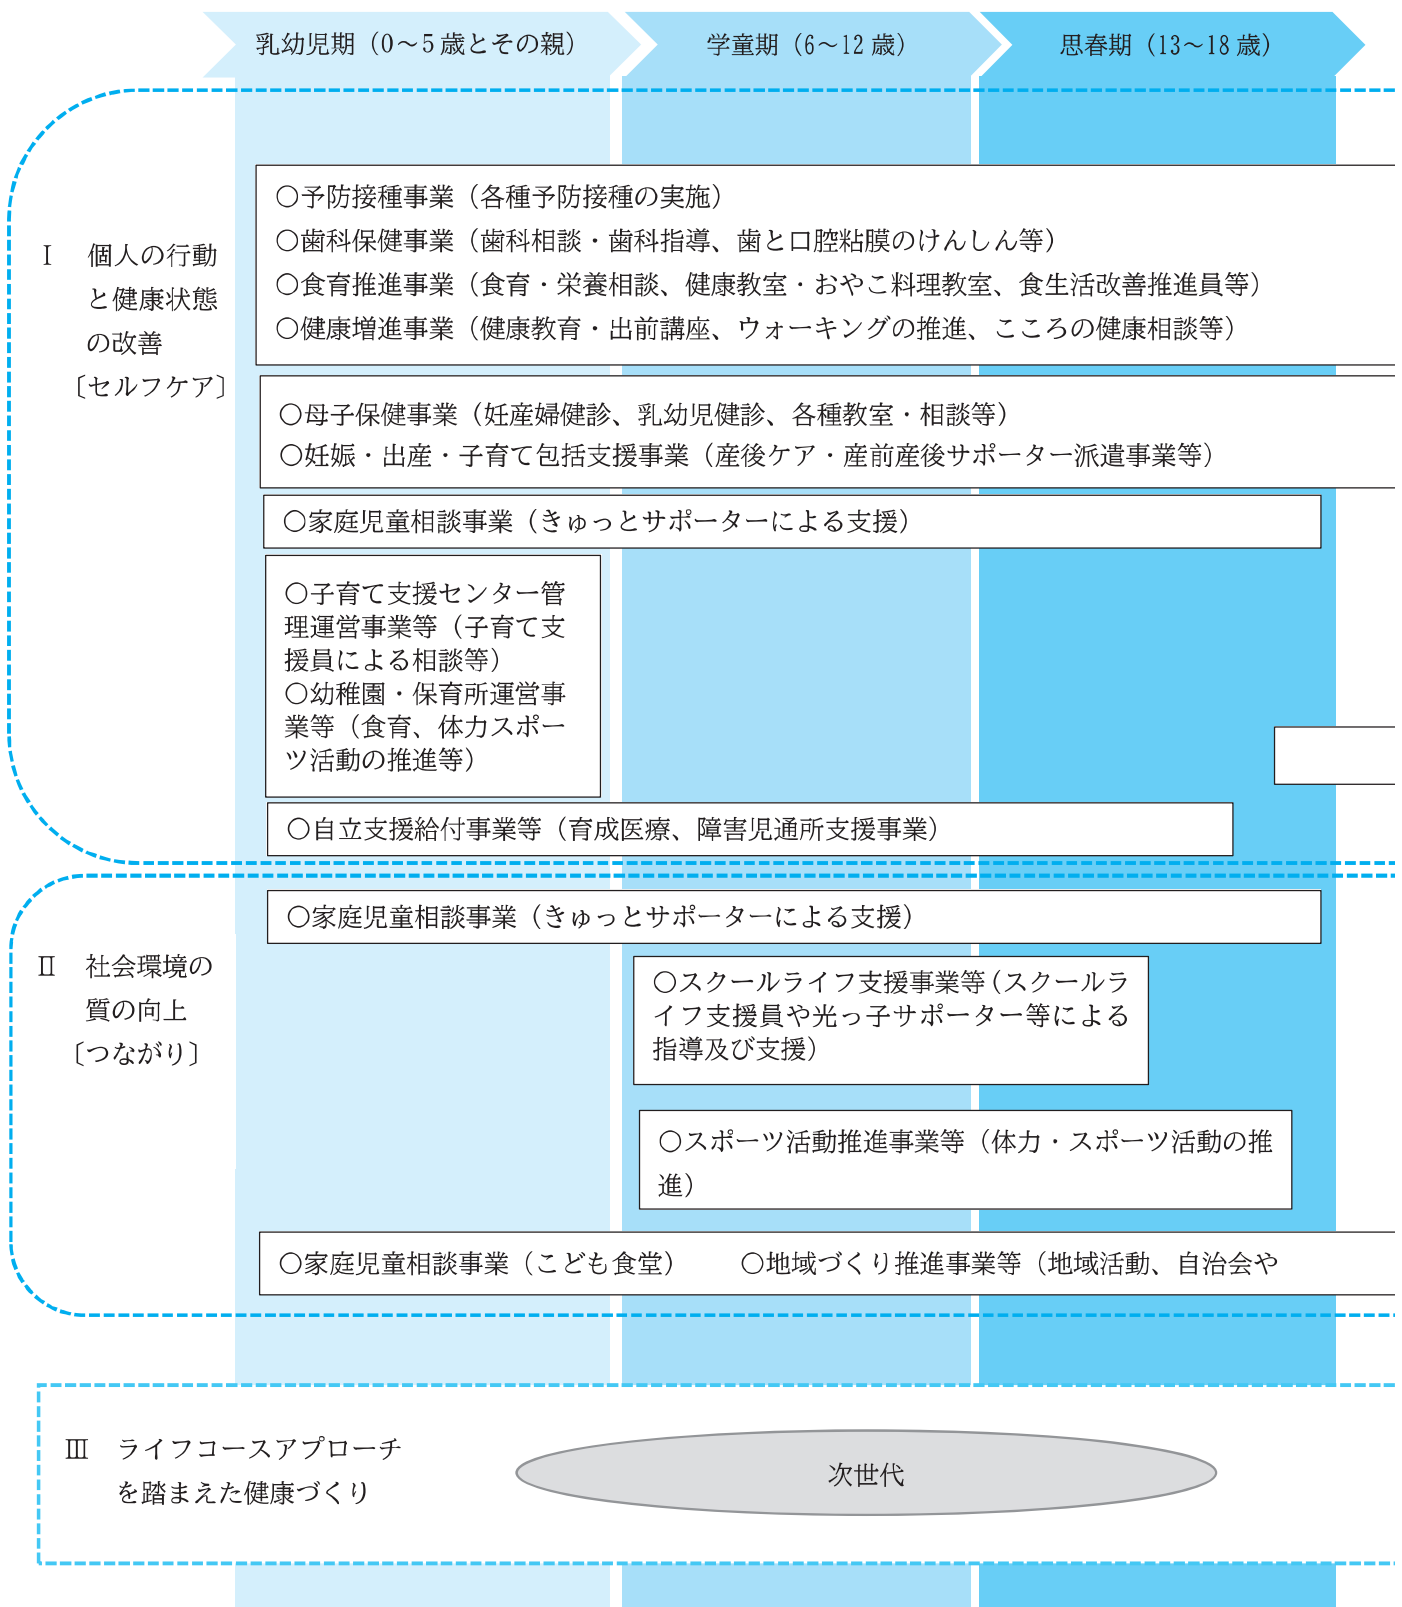 乳幼児期（0～5歳とその親）
学童期（6～12歳）
思春期（13～18歳）
Ⅰ　個人の行動
と健康状態
の改善
〔セルフケア〕
○予防接種事業（各種予防接種の実施）
○歯科保健事業（歯科相談・歯科指導、歯と口腔粘膜のけんしん等）
○食育推進事業（食育・栄養相談、健康教室・おやこ料理教室、食生活改善推進員等）
○健康増進事業（健康教育・出前講座、ウォーキングの推進、こころの健康相談等）
○母子保健事業（妊産婦健診、乳幼児健診、各種教室・相談等）
○妊娠・出産・子育て包括支援事業（産後ケア・産前産後サポーター派遣事業等）
○家庭児童相談事業（きゅっとサポーターによる支援）
○子育て支援センター管
理運営事業等（子育て支
援員による相談等）
○幼稚園・保育所運営事
業等（食育、体力スポー
ツ活動の推進等）
○自立支援給付事業等（育成医療、障害児通所支援事業）
Ⅱ　社会環境の
質の向上
〔つながり〕
○家庭児童相談事業（きゅっとサポーターによる支援）
○スクールライフ支援事業等（スクールラ
イフ支援員や光っ子サポーター等による
指導及び支援）
○スポーツ活動推進事業等（体力・スポーツ活動の推
進）
○家庭児童相談事業（こども食堂）　　○地域づくり推進事業等（地域活動、自治会や
Ⅲ　ライフコースアプローチ
を踏まえた健康づくり
次世代